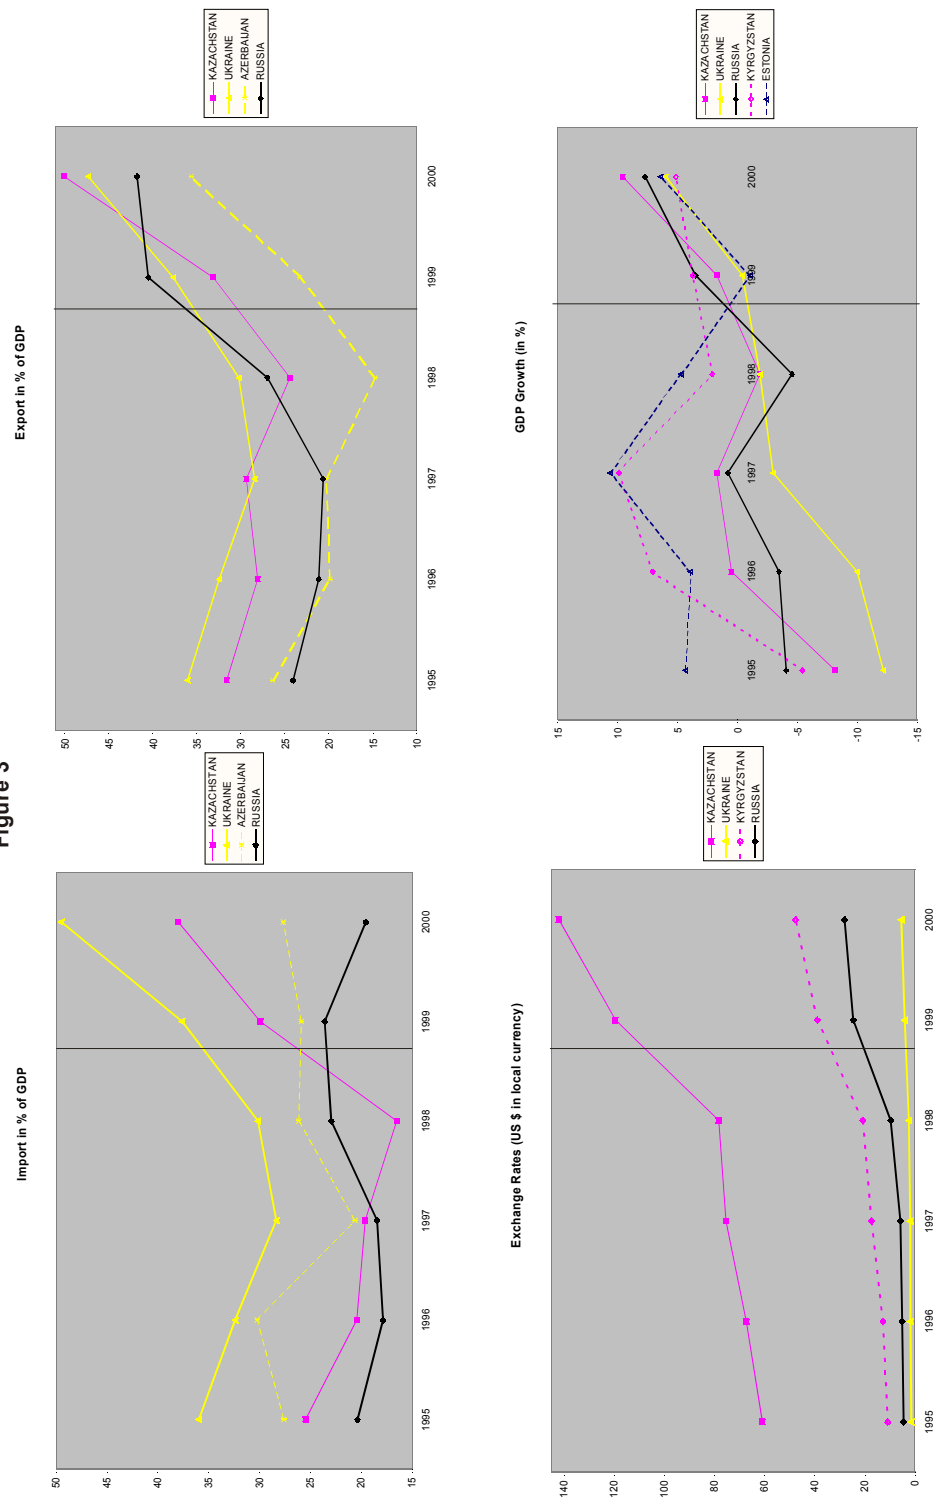 Figure 3
Import in % of GDP
50
45
40
35
30
25
20
15
1995
1996
1997
1998
1999
2000
KAZACHSTAN
UKRAINE
AZERBAIJAN
RUSSIA
Export in % of GDP
50
45
40
35
30
25
20
15
10
1995
1996
1997
1998
1999
2000
KAZACHSTAN
UKRAINE
AZERBAIJAN
RUSSIA
Exchange Rates (US $ in local currency)
140
120
100
80
60
40
20
0
1995
1996
1997
1998
1999
2000
KAZACHSTAN
UKRAINE
KYRGYZSTAN
RUSSIA
GDP Growth (in %)
15
10
5
0
-5
-10
-15
1995
1996
1997
1998
1999
2000
KAZACHSTAN
UKRAINE
RUSSIA
KYRGYZSTAN
ESTONIA